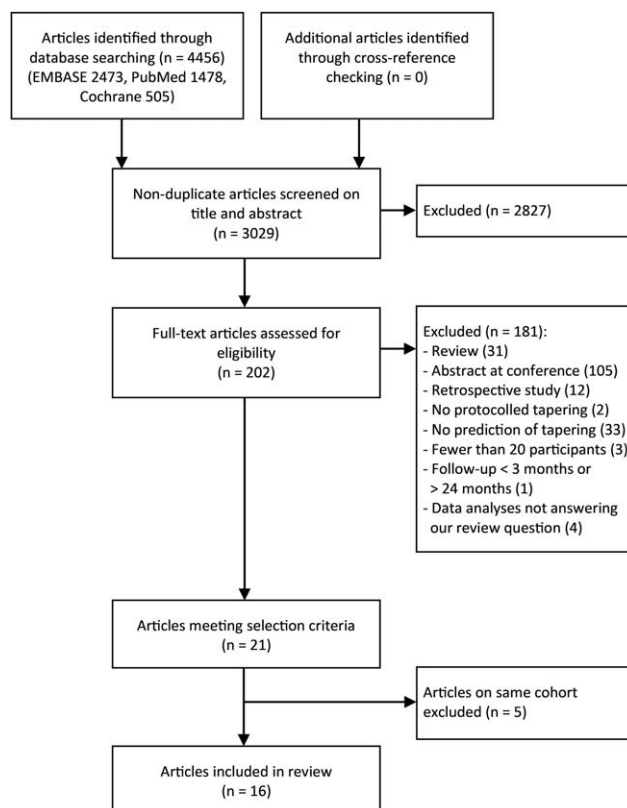 Articles identified through
database searching (n = 4456)
(EMBASE 2473, PubMed 1478,
Cochrane 505)
Additional articles identified
through cross-reference
checking (n = 0)
Non-duplicate articles screened on
title and abstract
(n = 3029)
Excluded (n = 2827)
Full-text articles assessed for
eligibility
(n = 202)
Excluded (n = 181):
- Review (31)
- Abstract at conference (105)
- Retrospective study (12)
- No protocolled tapering (2)
- No prediction of tapering (33)
- Fewer than 20 participants (3)
- Follow-up < 3 months or
> 24 months (1)
- Data analyses not answering
our review question (4)
Articles meeting selection criteria
(n = 21)
Articles on same cohort
excluded (n = 5)
Articles included in review
(n = 16)